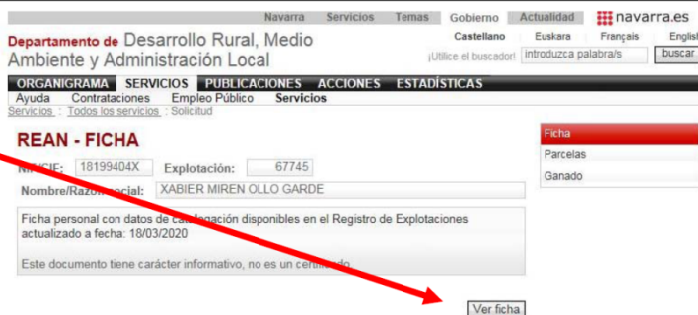 Navarra Servicios Temas Gobierno Actualidad navarra.es
Departamento de Desarrollo Rural, Medio Ambiente y Administración Local
Castellano Euskara Français English
¡Utilice el buscador! introduzca palabra/s buscar
ORGANIGRAMA SERVICIOS PUBLICACIONES ACCIONES ESTADÍSTICAS
Ayuda Contrataciones Empleo Público Servicios
Servicios : Todos los servicios : Solicitud
REAN - FICHA
NIF/CIF: 18199404X Explotación: 67745
Nombre/Razón social: XABIER MIREN OLLO GARDE
Ficha personal con datos de catalogación disponibles en el Registro de Explotaciones
actualizado a fecha: 18/03/2020
Este documento tiene carácter informativo, no es un certificado.
Ver ficha
Ficha
Parcelas
Ganado